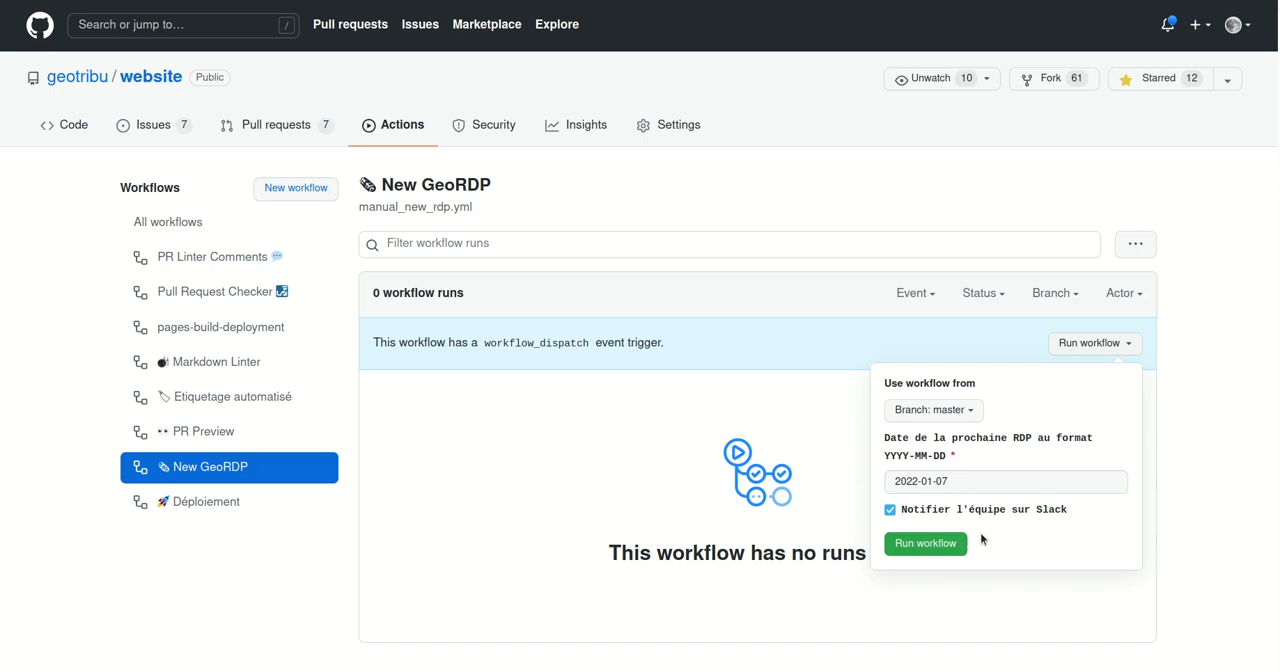 Search or jump to… /
Pull requests Issues Marketplace Explore
geotribu / website Public
Unwatch 10 Fork 61 Starred 12
Code Issues 7 Pull requests 7 Actions Security Insights Settings
Workflows New workflow
All workflows
PR Linter Comments
Pull Request Checker
pages-build-deployment
Markdown Linter
Etiquetage automatisé
PR Preview
New GeoRDP
Déploiement
New GeoRDP
manual_new_rdp.yml
Filter workflow runs
0 workflow runs Event Status Branch Actor
This workflow has a workflow_dispatch event trigger. Run workflow
Use workflow from
Branch: master
Date de la prochaine RDP au format
YYYY-MM-DD *
2022-01-07
Notifier l'équipe sur Slack
Run workflow
This workflow has no runs